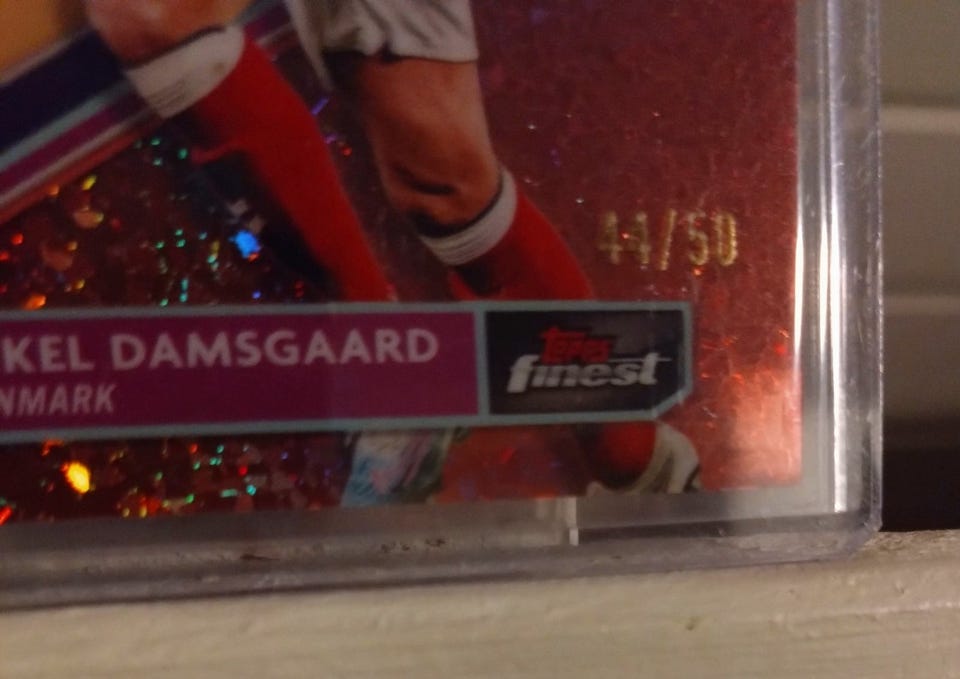 44/50
KEL DAMSGAARD
NMARK
Topps
finest